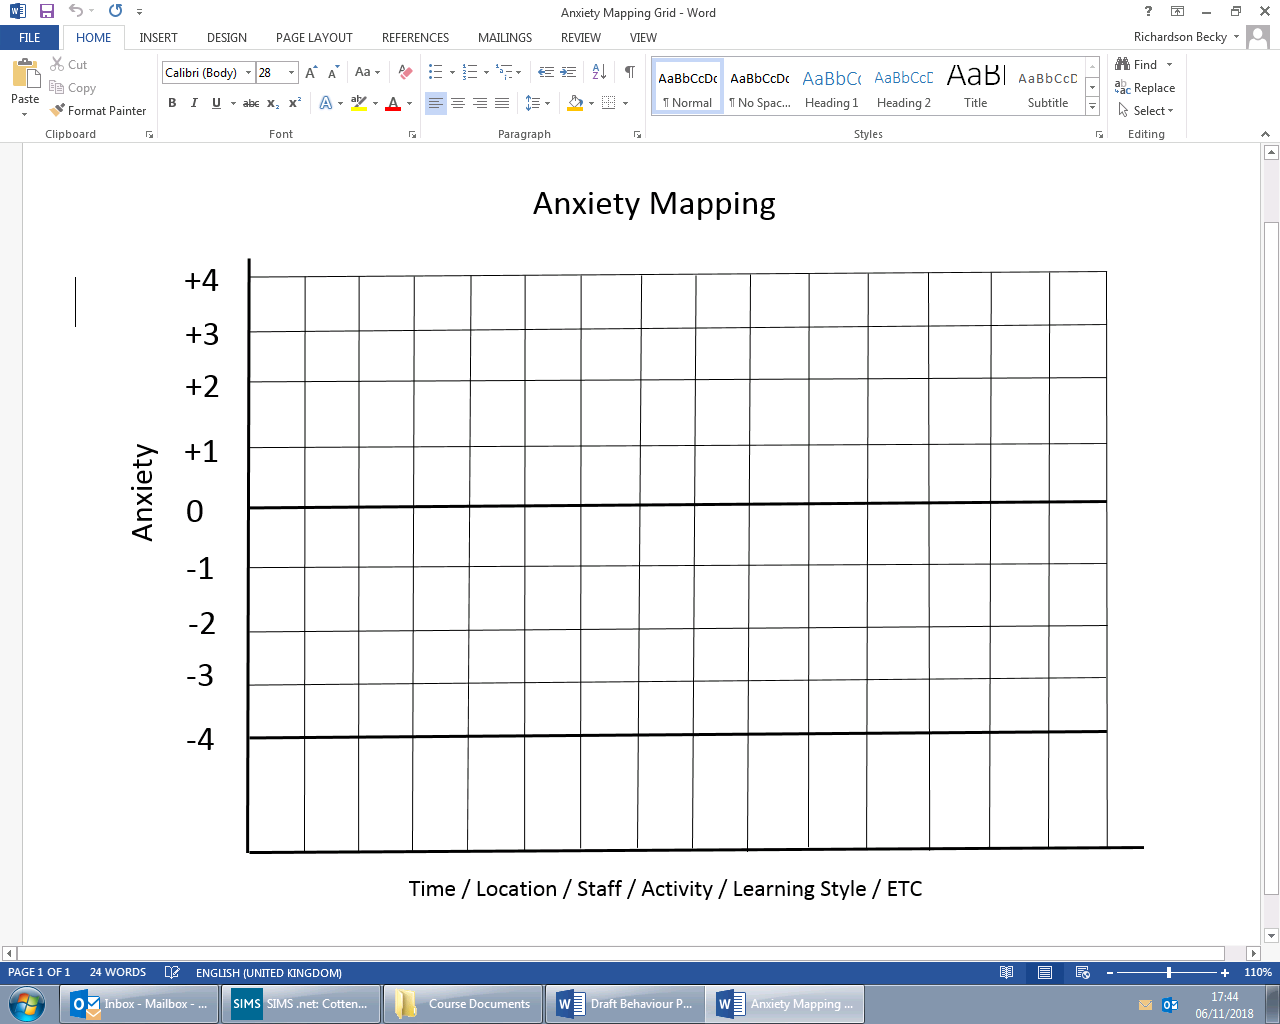 Anxiety Mapping Grid - Word
FILE HOME INSERT DESIGN PAGE LAYOUT REFERENCES MAILINGS REVIEW VIEW Richardson Becky
Paste
Cut
Copy
Format Painter
Clipboard
Calibri (Body) 28
Font
Paragraph
AaBbCcDc AaBbCcDc AaBbCc AaBbCcC AaB AaBbCcD
¶ Normal ¶ No Spac... Heading 1 Heading 2 Title Subtitle
Styles
Find
Replace
Select
Editing
Anxiety Mapping
Anxiety
+4
+3
+2
+1
0
-1
-2
-3
-4
Time / Location / Staff / Activity / Learning Style / ETC
PAGE 1 OF 1 24 WORDS ENGLISH (UNITED KINGDOM) 110%
Inbox - Mailbox - ... SIMS SIMS .net: Cotten... Course Documents Draft Behaviour P... Anxiety Mapping ...
17:44
06/11/2018